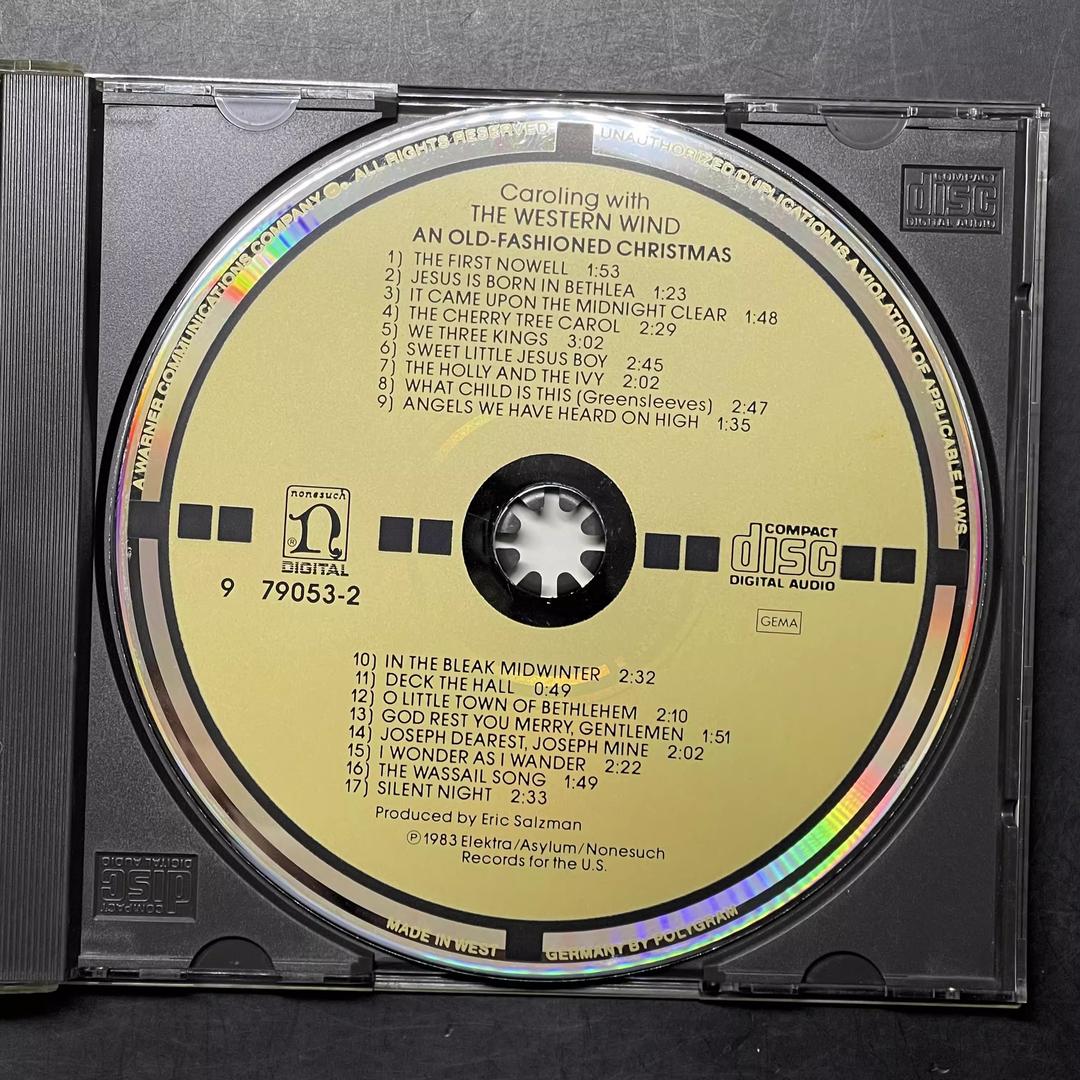 A WARNER COMMUNICATIONS COMPANY ℗. ALL RIGHTS RESERVED
UNAUTHORIZED DUPLICATION IS A VIOLATION OF APPLICABLE LAWS
COMPACT
disc
DIGITAL AUDIO
Caroling with
THE WESTERN WIND
AN OLD-FASHIONED CHRISTMAS
1) THE FIRST NOWELL 1:53
2) JESUS IS BORN IN BETHLEA 1:23
3) IT CAME UPON THE MIDNIGHT CLEAR 1:48
4) THE CHERRY TREE CAROL 2:29
5) WE THREE KINGS 3:02
6) SWEET LITTLE JESUS BOY 2:45
7) THE HOLLY AND THE IVY 2:02
8) WHAT CHILD IS THIS (Greensleeves) 2:47
9) ANGELS WE HAVE HEARD ON HIGH 1:35
nonesuch
n
®
DIGITAL
9 79053-2
COMPACT
disc
DIGITAL AUDIO
GEMA
10) IN THE BLEAK MIDWINTER 2:32
11) DECK THE HALL 0:49
12) O LITTLE TOWN OF BETHLEHEM 2:10
13) GOD REST YOU MERRY, GENTLEMEN 1:51
14) JOSEPH DEAREST, JOSEPH MINE 2:02
15) I WONDER AS I WANDER 2:22
16) THE WASSAIL SONG 1:49
17) SILENT NIGHT 2:33
Produced by Eric Salzman
℗ 1983 Elektra/Asylum/Nonesuch
Records for the U.S.
COMPACT
disc
DIGITAL AUDIO
MADE IN WEST GERMANY BY POLYGRAM